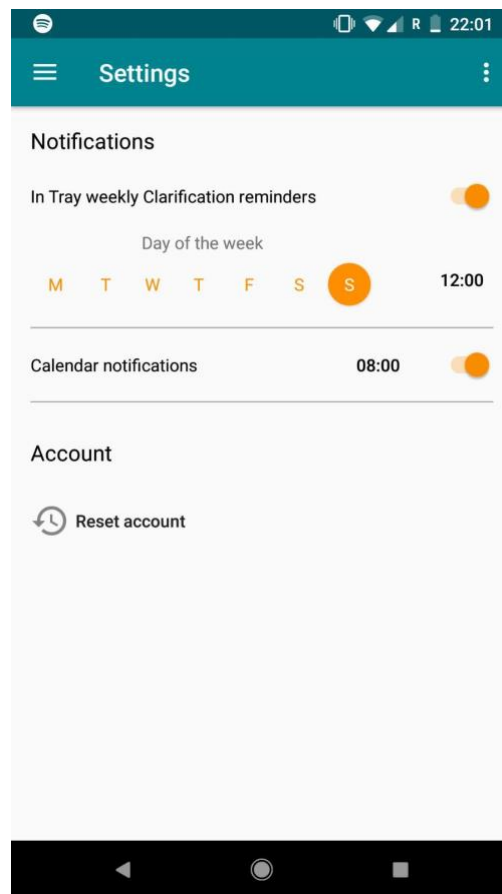 R 22:01
Settings
Notifications
In Tray weekly Clarification reminders
Day of the week
M T W T F S S 12:00
Calendar notifications 08:00
Account
Reset account